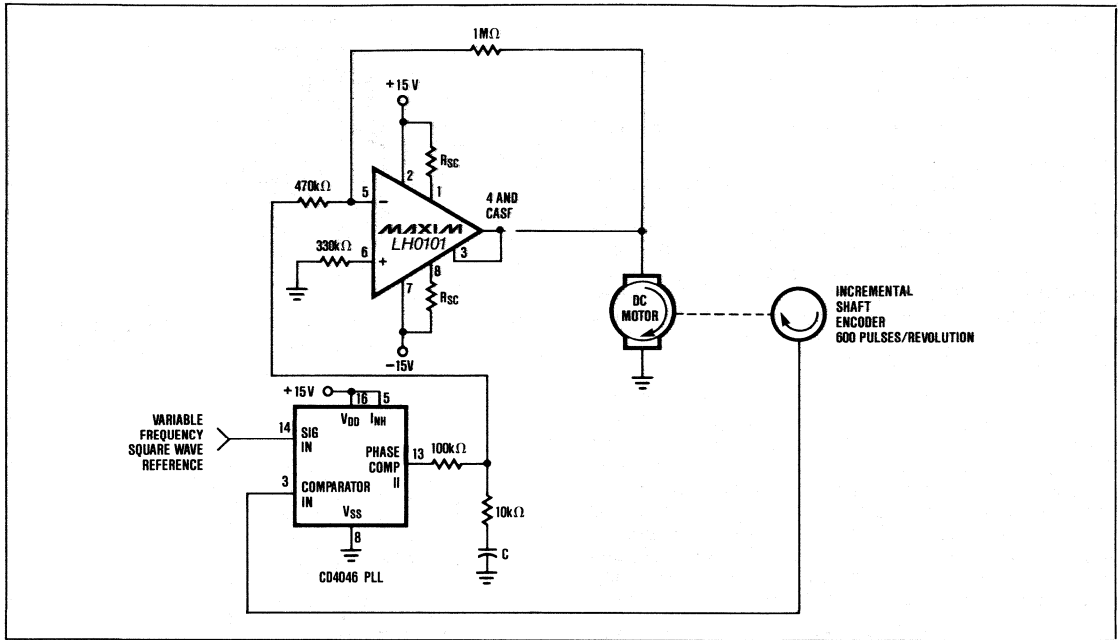 1MΩ
+15 V
RSC
2
1
470kΩ
5
−
4 AND
CASF
MAXIM
LH0101
3
330kΩ
6
+
8
7
RSC
−15V
DC
MOTOR
INCREMENTAL
SHAFT
ENCODER
600 PULSES/REVOLUTION
+15V
16
5
VDD
INH
VARIABLE
FREQUENCY
SQUARE WAVE
REFERENCE
14
SIG
IN
PHASE
COMP
II
13
100kΩ
3
COMPARATOR
IN
VSS
8
10kΩ
C
CD4046 PLL